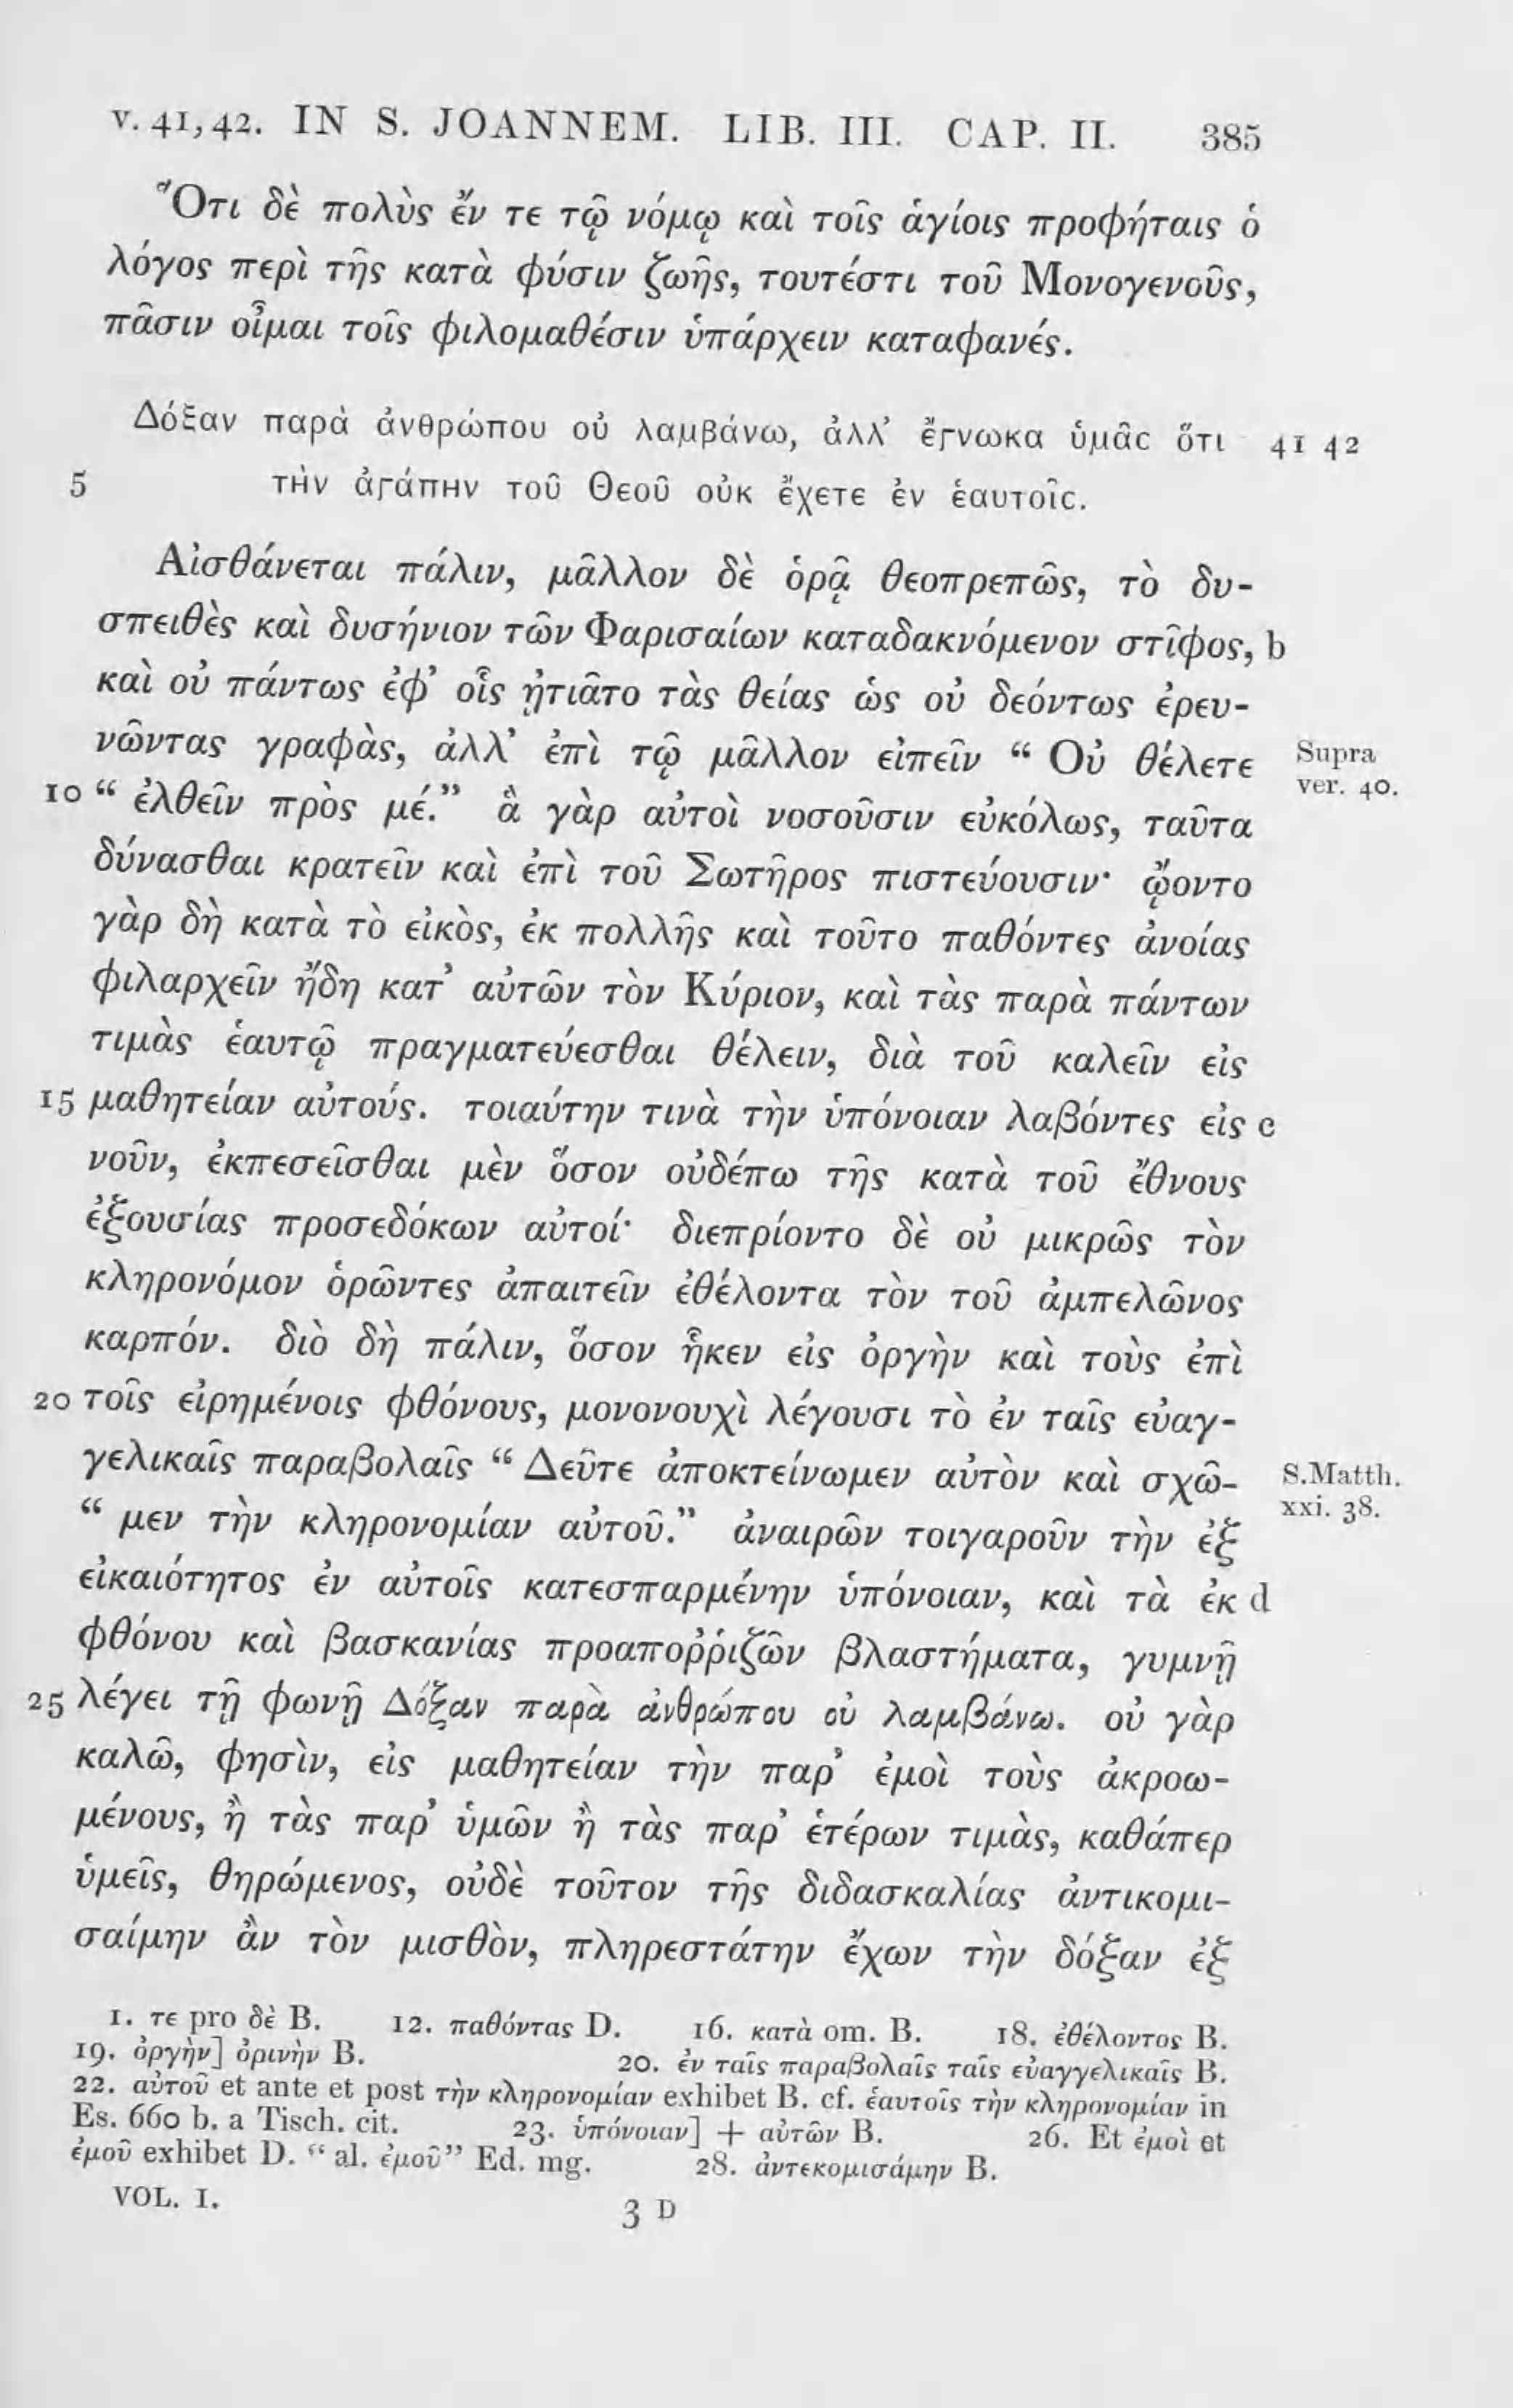 v. 41, 42. IN S. JOANNEM. LIB. III. CAP. II. 385
Ὅτι δὲ πολὺς ἔν τε τῷ νόμῳ καὶ τοῖς ἁγίοις προφήταις ὁ
λόγος περὶ τῆς κατὰ φύσιν ζωῆς, τουτέστι τοῦ Μονογενοῦς,
πᾶσιν οἶμαι τοῖς φιλομαθέσιν ὑπάρχειν καταφανές.
Δόξαν παρὰ ἀνθρώπου οὐ λαμβάνω, ἀλλ’ ἔγνωκα ὑμᾶς ὅτι 41 42
5 τὴν ἀγάπην τοῦ Θεοῦ οὐκ ἔχετε ἐν ἑαυτοῖς.
Αἰσθάνεται πάλιν, μᾶλλον δὲ ὁρᾷ θεοπρεπῶς, τὸ δυ-
σπειθὲς καὶ δυσήνιον τῶν Φαρισαίων καταδακνόμενον στῖφος, b
καὶ οὐ πάντως ἐφ’ οἷς ᾐτιᾶτο τὰς θείας ὡς οὐ δεόντως ἐρευ-
νῶντας γραφὰς, ἀλλ’ ἐπὶ τῷ μᾶλλον εἰπεῖν “ Οὐ θέλετε Supra
10 “ ἐλθεῖν πρὸς μέ.” ἃ γὰρ αὐτοὶ νοσοῦσιν εὐκόλως, ταῦτα ver. 40.
δύνασθαι κρατεῖν καὶ ἐπὶ τοῦ Σωτῆρος πιστεύουσιν· ᾤοντο
γὰρ δὴ κατὰ τὸ εἰκὸς, ἐκ πολλῆς καὶ τοῦτο παθόντες ἀνοίας
φιλαρχεῖν ἤδη κατ’ αὐτῶν τὸν Κύριον, καὶ τὰς παρὰ πάντων
τιμὰς ἑαυτῷ πραγματεύεσθαι θέλειν, διὰ τοῦ καλεῖν εἰς
15 μαθητείαν αὐτούς. τοιαύτην τινὰ τὴν ὑπόνοιαν λαβόντες εἰς c
νοῦν, ἐκπεσεῖσθαι μὲν ὅσον οὐδέπω τῆς κατὰ τοῦ ἔθνους
ἐξουσίας προσεδόκων αὐτοί· διεπρίοντο δὲ οὐ μικρῶς τὸν
κληρονόμον ὁρῶντες ἀπαιτεῖν ἐθέλοντα τὸν τοῦ ἀμπελῶνος
καρπόν. διὸ δὴ πάλιν, ὅσον ἧκεν εἰς ὀργὴν καὶ τοὺς ἐπὶ
20 τοῖς εἰρημένοις φθόνους, μονονουχὶ λέγουσι τὸ ἐν ταῖς εὐαγ-
γελικαῖς παραβολαῖς “ Δεῦτε ἀποκτείνωμεν αὐτὸν καὶ σχῶ- S. Matth.
“ μεν τὴν κληρονομίαν αὐτοῦ.” ἀναιρῶν τοιγαροῦν τὴν ἐξ xxi. 38.
εἰκαιότητος ἐν αὐτοῖς κατεσπαρμένην ὑπόνοιαν, καὶ τὰ ἐκ d
φθόνου καὶ βασκανίας προαποῤῥιζῶν βλαστήματα, γυμνῇ
25 λέγει τῇ φωνῇ Δόξαν παρὰ ἀνθρώπου οὐ λαμβάνω. οὐ γὰρ
καλῶ, φησὶν, εἰς μαθητείαν τὴν παρ’ ἐμοὶ τοὺς ἀκροω-
μένους, ἢ τὰς παρ’ ὑμῶν ἢ τὰς παρ’ ἑτέρων τιμὰς, καθάπερ
ὑμεῖς, θηρώμενος, οὐδὲ τοῦτον τῆς διδασκαλίας ἀντικομι-
σαίμην ἂν τὸν μισθὸν, πληρεστάτην ἔχων τὴν δόξαν ἐξ
1. τε pro δὲ B. 12. παθόντας D. 16. κατὰ om. B. 18. ἐθέλοντος B.
19. ὀργὴν] ὀρινὴν B. 20. ἐν ταῖς παραβολαῖς ταῖς εὐαγγελικαῖς B.
22. αὐτοῦ et ante et post τὴν κληρονομίαν exhibet B. cf. ἑαυτοῖς τὴν κληρονομίαν in
Es. 660 b. a Tisch. cit. 23. ὑπόνοιαν] + αὐτῶν B. 26. Et ἐμοὶ et
ἐμοῦ exhibet D. “ al. ἐμοῦ” Ed. mg. 28. ἀντεκομισάμην B.
VOL. I. 3 D